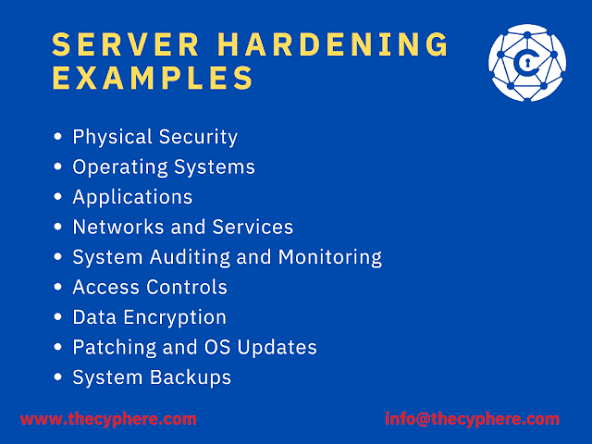 SERVER HARDENING
EXAMPLES
• Physical Security
• Operating Systems
• Applications
• Networks and Services
• System Auditing and Monitoring
• Access Controls
• Data Encryption
• Patching and OS Updates
• System Backups
www.thecyphere.com
info@thecyphere.com